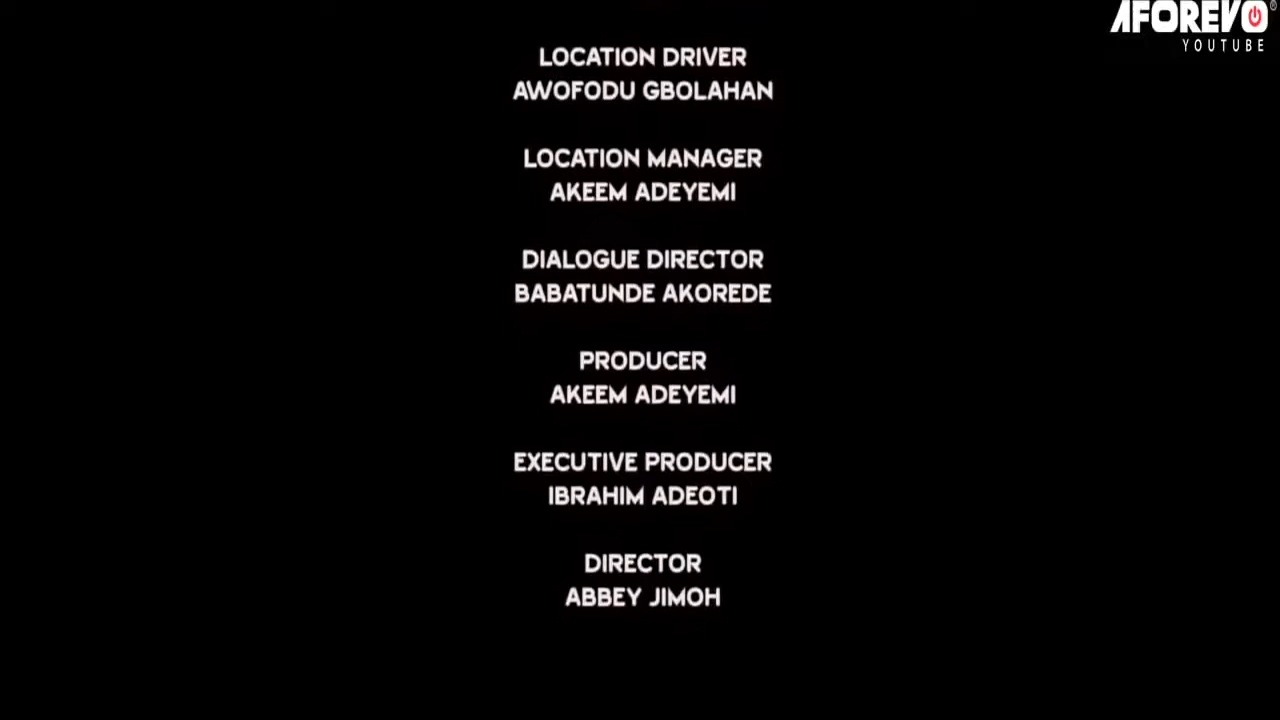 AFOREVO
YOUTUBE
LOCATION DRIVER
AWOFODU GBOLAHAN
LOCATION MANAGER
AKEEM ADEYEMI
DIALOGUE DIRECTOR
BABATUNDE AKOREDE
PRODUCER
AKEEM ADEYEMI
EXECUTIVE PRODUCER
IBRAHIM ADEOTI
DIRECTOR
ABBEY JIMOH